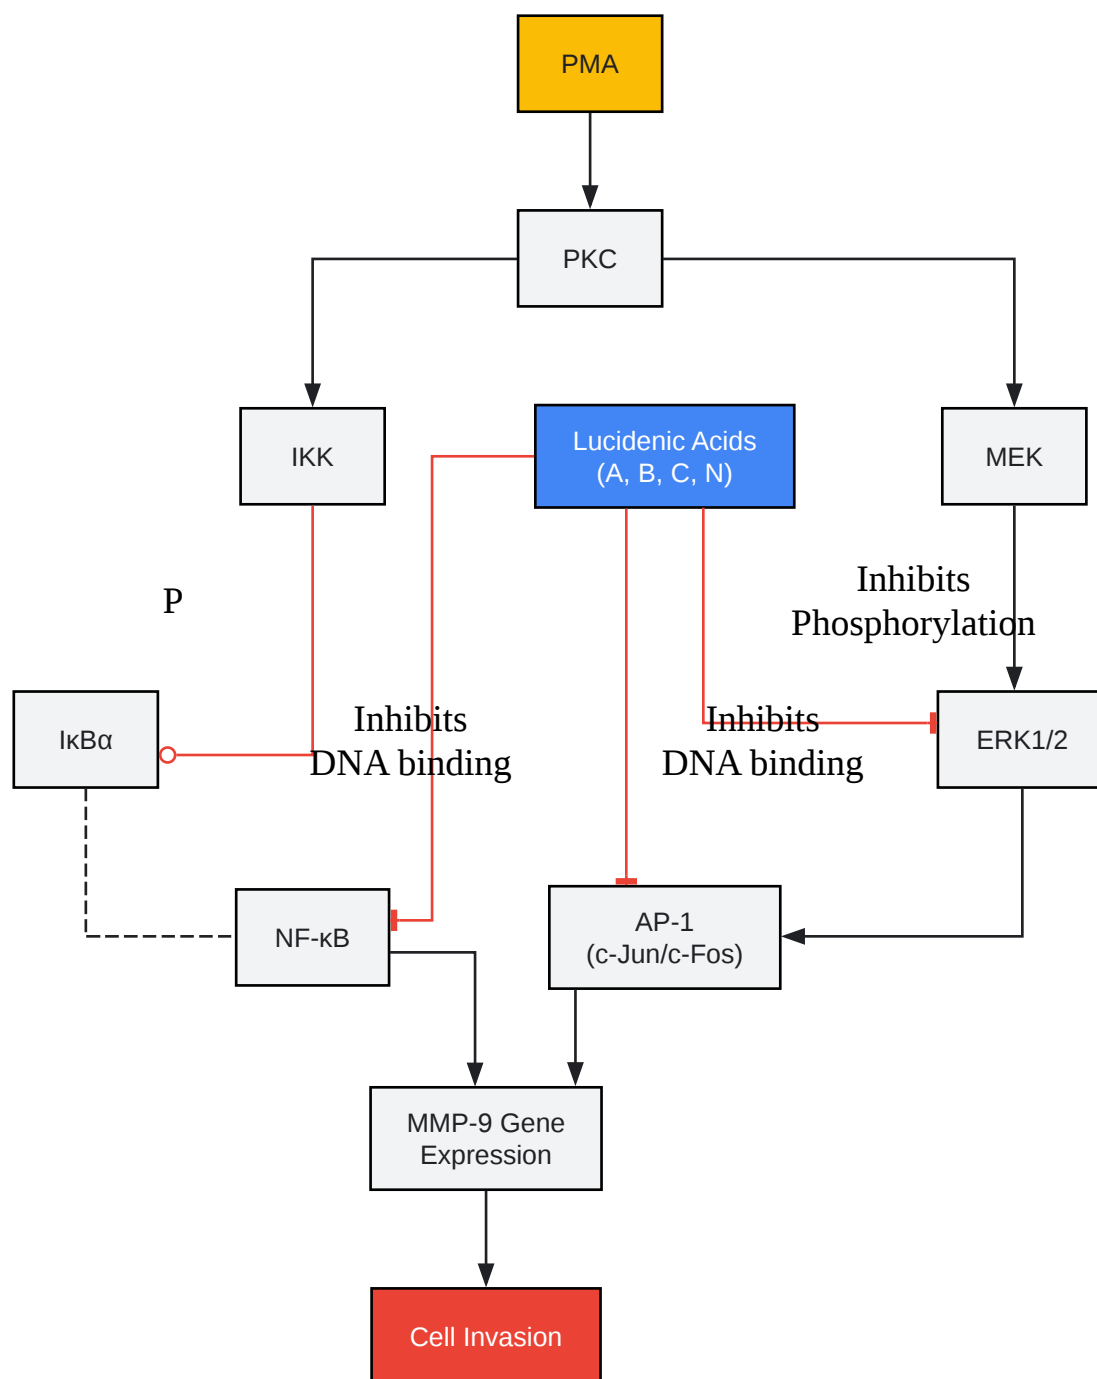 PMA
PKC
IKK
Lucidenic Acids
(A, B, C, N)
MEK
P
Inhibits
Phosphorylation
IκBα
Inhibits
DNA binding
Inhibits
DNA binding
ERK1/2
NF-κB
AP-1
(c-Jun/c-Fos)
MMP-9 Gene
Expression
Cell Invasion